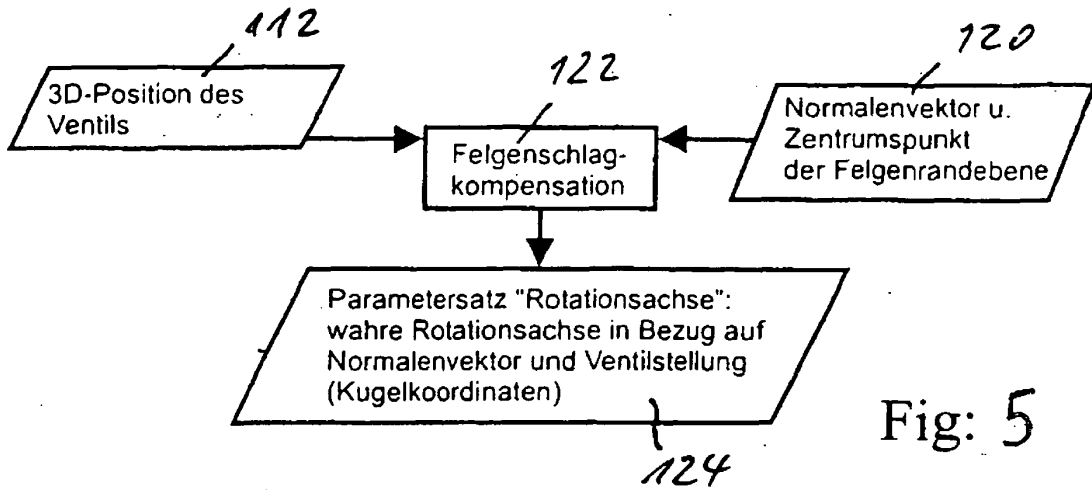 112
3D-Position des
Ventils
122
Felgenschlag-
kompensation
120
Normalenvektor u.
Zentrumspunkt
der Felgenrandebene
Parametersatz "Rotationsachse":
wahre Rotationsachse in Bezug auf
Normalenvektor und Ventilstellung
(Kugelkoordinaten)
124
Fig: 5